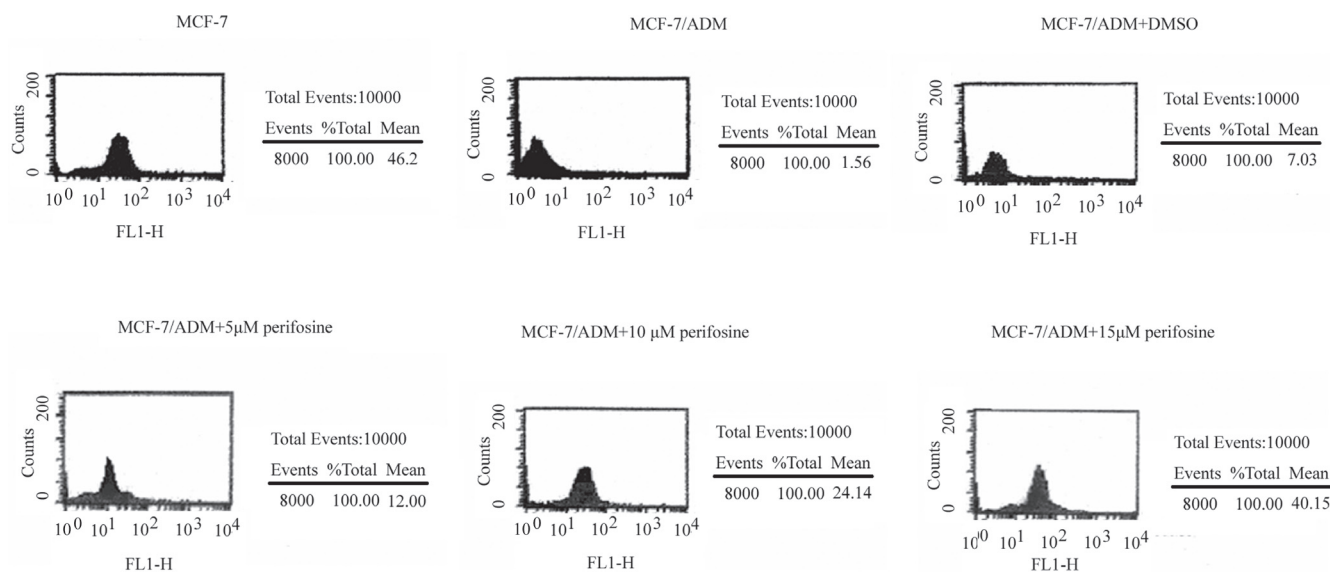 MCF-7
200
Counts
0
10^0 10^1 10^2 10^3 10^4
FL1-H
Total Events:10000
Events %Total Mean
8000 100.00 46.2
MCF-7/ADM
200
Counts
0
10^0 10^1 10^2 10^3 10^4
FL1-H
Total Events:10000
Events %Total Mean
8000 100.00 1.56
MCF-7/ADM+DMSO
200
Counts
0
10^0 10^1 10^2 10^3 10^4
FL1-H
Total Events:10000
Events %Total Mean
8000 100.00 7.03
MCF-7/ADM+5μM perifosine
200
Counts
0
10^0 10^1 10^2 10^3 10^4
FL1-H
Total Events:10000
Events %Total Mean
8000 100.00 12.00
MCF-7/ADM+10 μM perifosine
200
Counts
0
10^0 10^1 10^2 10^3 10^4
FL1-H
Total Events:10000
Events %Total Mean
8000 100.00 24.14
MCF-7/ADM+15μM perifosine
200
Counts
0
10^0 10^1 10^2 10^3 10^4
FL1-H
Total Events:10000
Events %Total Mean
8000 100.00 40.15